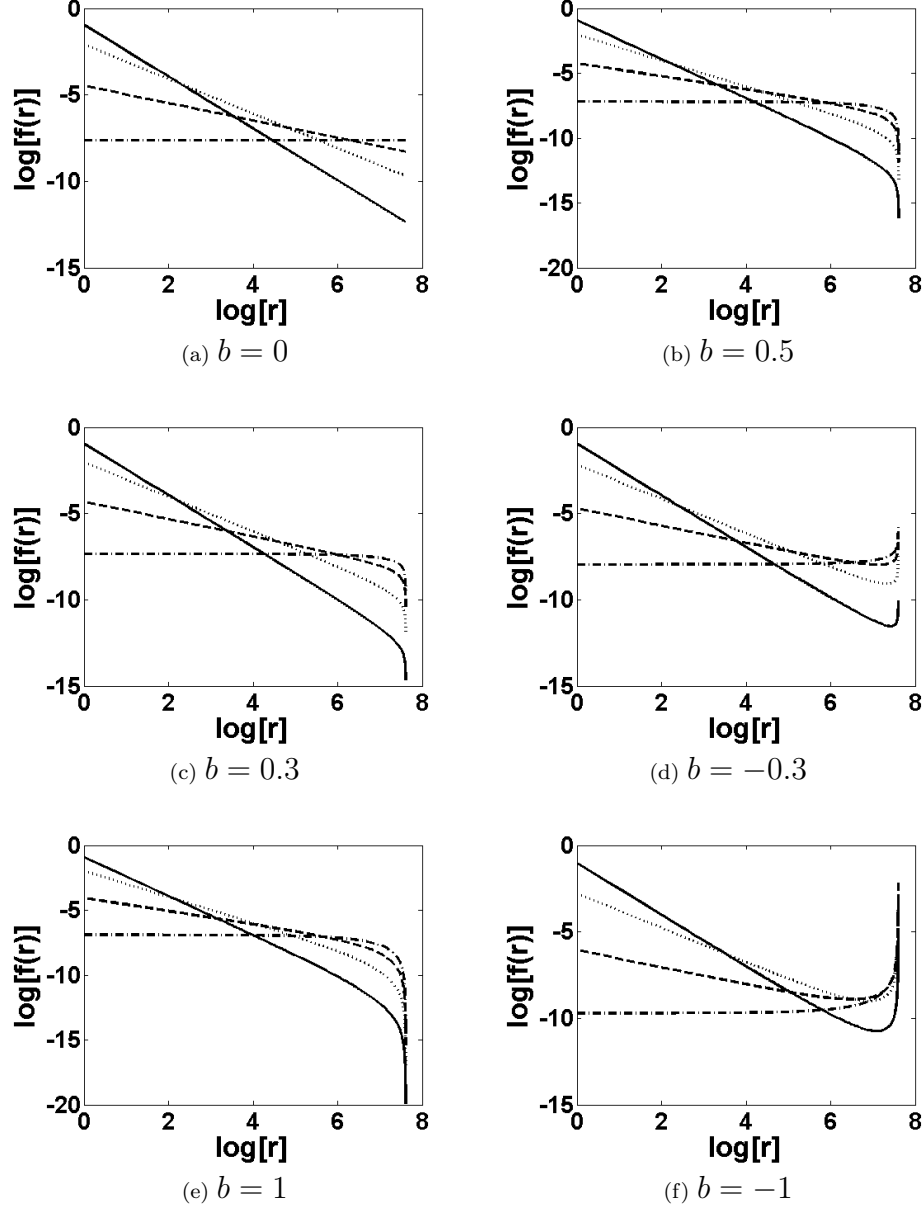 0
-5
-10
-15
log[f(r)]
0 2 4 6 8
log[r]
(a) b = 0
0
-5
-10
-15
-20
log[f(r)]
0 2 4 6 8
log[r]
(b) b = 0.5
0
-5
-10
-15
log[f(r)]
0 2 4 6 8
log[r]
(c) b = 0.3
0
-5
-10
-15
log[f(r)]
0 2 4 6 8
log[r]
(d) b = −0.3
0
-5
-10
-15
-20
log[f(r)]
0 2 4 6 8
log[r]
(e) b = 1
0
-5
-10
-15
log[f(r)]
0 2 4 6 8
log[r]
(f) b = −1